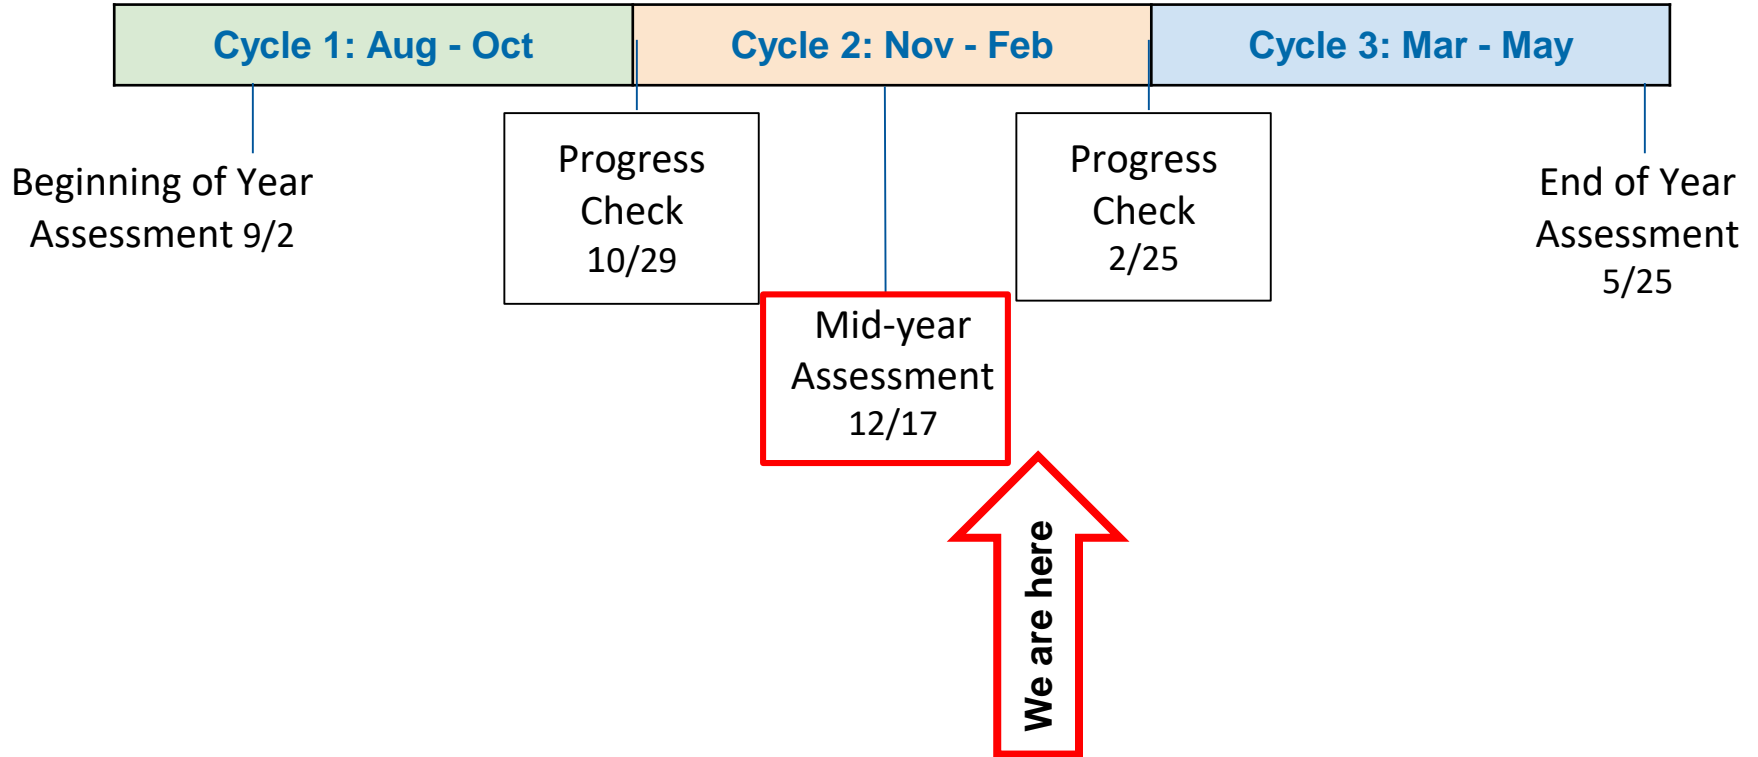 Cycle 1: Aug - Oct
Cycle 2: Nov - Feb
Cycle 3: Mar - May
Beginning of Year
Assessment 9/2
Progress
Check
10/29
Mid-year
Assessment
12/17
Progress
Check
2/25
End of Year
Assessment
5/25
We are here